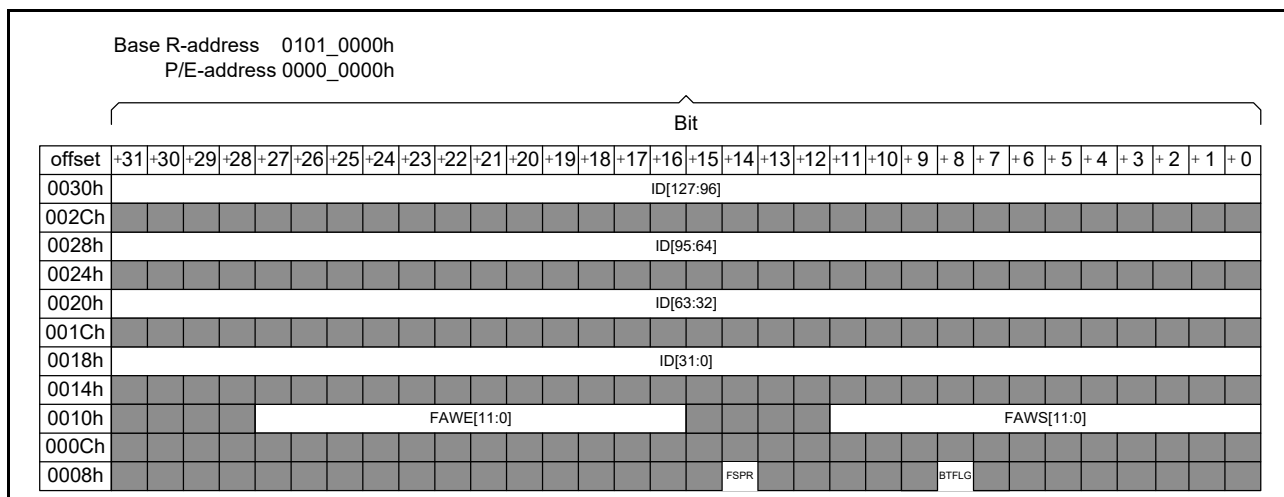 Base R-address 0101_0000h
P/E-address 0000_0000h
Bit
offset +31 +30 +29 +28 +27 +26 +25 +24 +23 +22 +21 +20 +19 +18 +17 +16 +15 +14 +13 +12 +11 +10 + 9 + 8 + 7 + 6 + 5 + 4 + 3 + 2 + 1 + 0
0030h ID[127:96]
002Ch
0028h ID[95:64]
0024h
0020h ID[63:32]
001Ch
0018h ID[31:0]
0014h
0010h FAWE[11:0] FAWS[11:0]
000Ch
0008h FSPR BTFLG